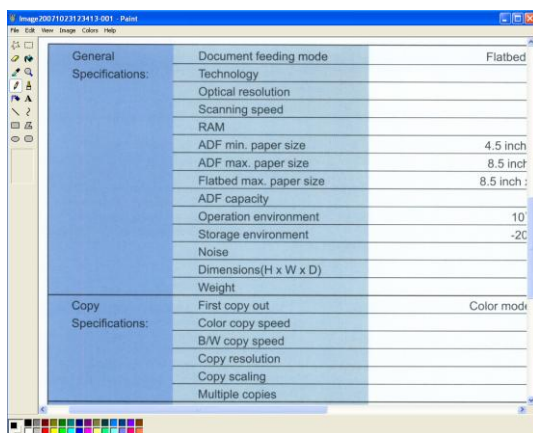 Image20071023123413-001 - Paint
File Edit View Image Colors Help
General Document feeding mode Flatbed
Specifications: Technology
Optical resolution
Scanning speed
RAM
ADF min. paper size 4.5 inch
ADF max. paper size 8.5 inch
Flatbed max. paper size 8.5 inch
ADF capacity
Operation environment 10
Storage environment -20
Noise
Dimensions(H x W x D)
Weight
Copy First copy out Color mode
Specifications: Color copy speed
B/W copy speed
Copy resolution
Copy scaling
Multiple copies